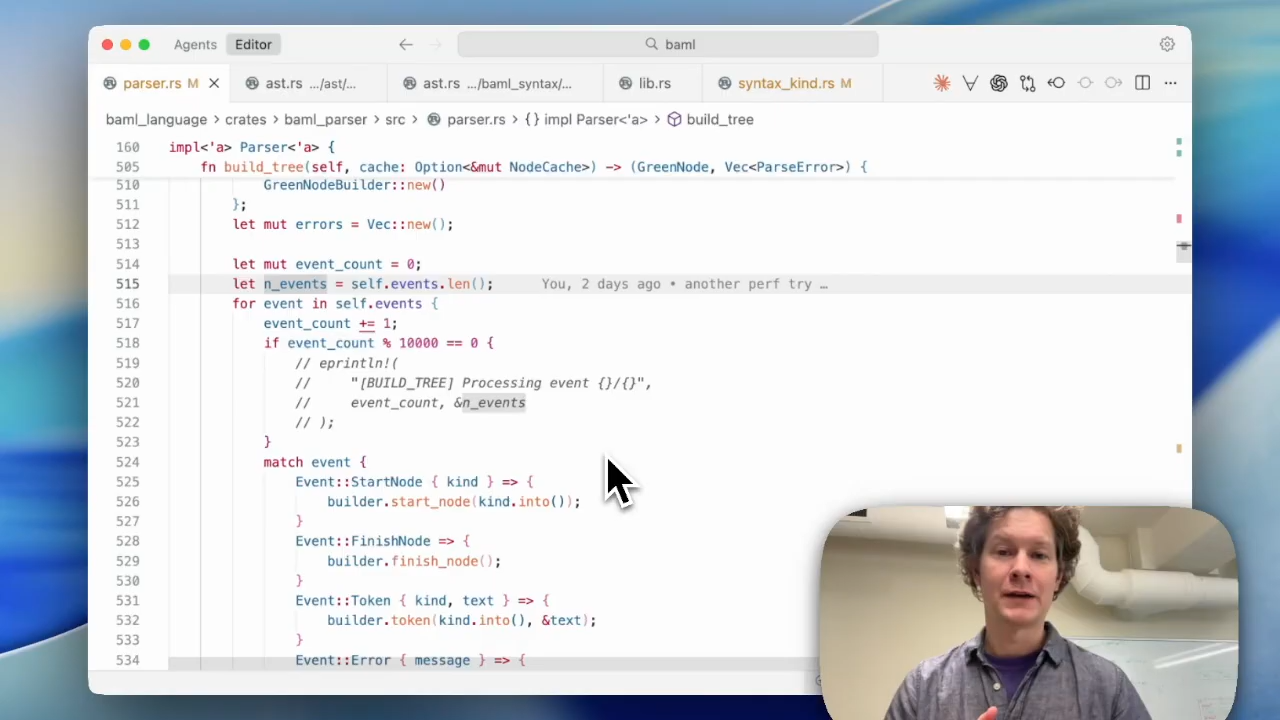 Agents Editor baml
parser.rs M ast.rs .../ast/... ast.rs .../baml_syntax/... lib.rs syntax_kind.rs M
baml_language > crates > baml_parser > src > parser.rs > {} impl Parser<'a> > build_tree
160 impl<'a> Parser<'a> {
505 fn build_tree(self, cache: Option<&mut NodeCache>) -> (GreenNode, Vec<ParseError>) {
510 GreenNodeBuilder::new()
511 };
512 let mut errors = Vec::new();
513
514 let mut event_count = 0;
515 let n_events = self.events.len(); You, 2 days ago • another perf try …
516 for event in self.events {
517 event_count += 1;
518 if event_count % 10000 == 0 {
519 // eprintln!(
520 // "[BUILD_TREE] Processing event {}/{}",
521 // event_count, &n_events
522 // );
523 }
524 match event {
525 Event::StartNode { kind } => {
526 builder.start_node(kind.into());
527 }
528 Event::FinishNode => {
529 builder.finish_node();
530 }
531 Event::Token { kind, text } => {
532 builder.token(kind.into(), &text);
533 }
534 Event::Error { message } => {